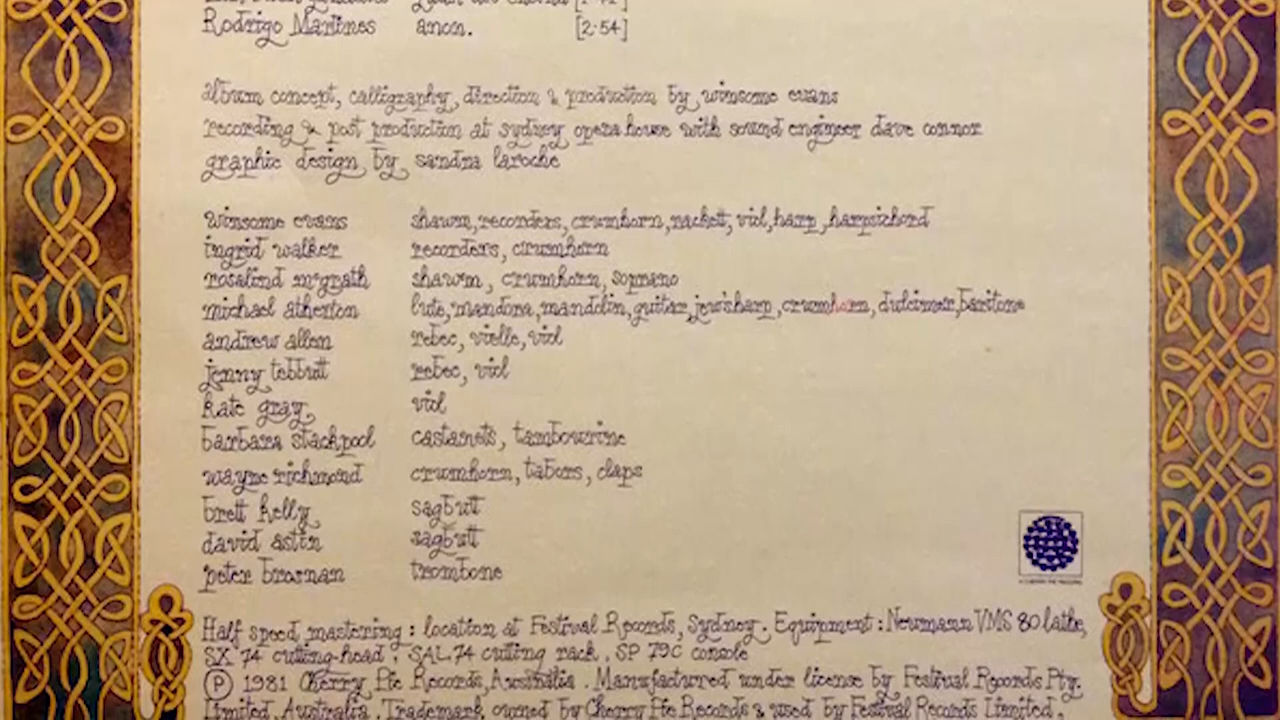 Rodrigo Martines anon. [2·54]
album concept, calligraphy, direction & production by winsome evans
recording & post production at sydney opera house with sound engineer dave connor
graphic design by sandra laroche
winsome evans shawm, recorders, crumhorn, rackett, viol, harp, harpsichord
ingrid walker recorders, crumhorn
rosalind mcgrath shawm, crumhorn, soprano
michael atherton lute, mandora, mandolin, guitar, jewsharp, crumhorn, dulcimer, baritone
andrew allen rebec, vielle, viol
jenny tebbutt rebec, viol
kate gray viol
barbara stackpool castanets, tambourine
wayne richmond crumhorn, tabors, claps
brett kelly sagbutt
david astin sagbutt
peter brosnan trombone
Half speed mastering : location at Festival Records, Sydney. Equipment : Neumann VMS 80 lathe,
SX 74 cutting-head, SAL 74 cutting rack, SP 79C console
Ⓟ 1981 Cherry Pie Records, Australia. Manufactured under license by Festival Records Pty.
Limited, Australia. Trademark owned by Cherry Pie Records & used by Festival Records Limited.